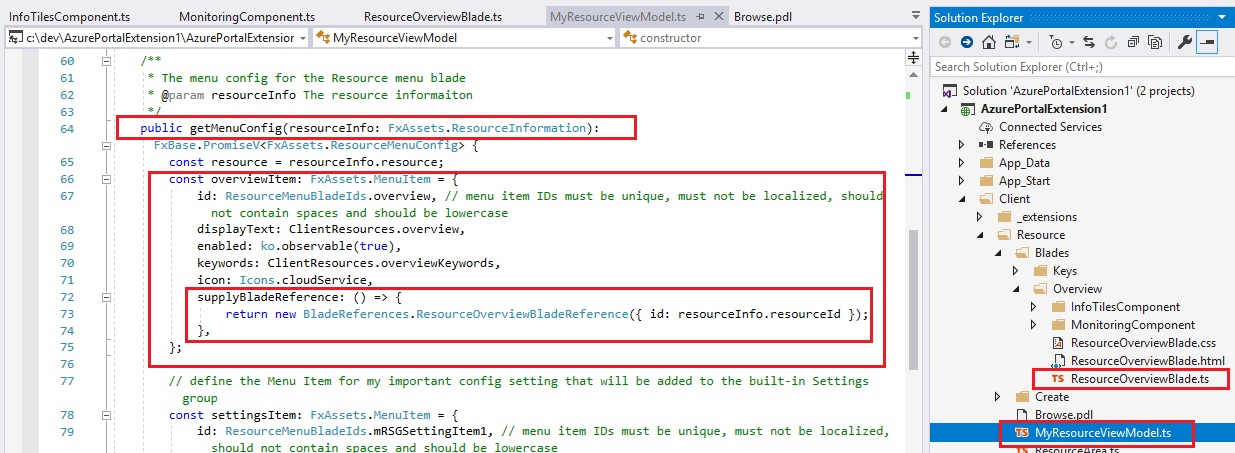 InfoTilesComponent.ts MonitoringComponent.ts ResourceOverviewBlade.ts MyResourceViewModel.ts Browse.pdl
c:\dev\AzurePortalExtension1\AzurePortalExtensior MyResourceViewModel constructor
60 /**
61 * The menu config for the Resource menu blade
62 * @param resourceInfo The resource informaiton
63 */
64 public getMenuConfig(resourceInfo: FxAssets.ResourceInformation):
FxBase.PromiseV<FxAssets.ResourceMenuConfig> {
65 const resource = resourceInfo.resource;
66 const overviewItem: FxAssets.MenuItem = {
67 id: ResourceMenuBladeIds.overview, // menu item IDs must be unique, must not be localized, should
not contain spaces and should be lowercase
68 displayText: ClientResources.overview,
69 enabled: ko.observable(true),
70 keywords: ClientResources.overviewKeywords,
71 icon: Icons.cloudService,
72 supplyBladeReference: () => {
73 return new BladeReferences.ResourceOverviewBladeReference({ id: resourceInfo.resourceId });
74 },
75 };
76
77 // define the Menu Item for my important config setting that will be added to the built-in Settings
group
78 const settingsItem: FxAssets.MenuItem = {
79 id: ResourceMenuBladeIds.mRSGSettingItem1, // menu item IDs must be unique, must not be localized,
should not contain spaces and should be lowercase
Solution Explorer
Search Solution Explorer (Ctrl+;)
Solution 'AzurePortalExtension1' (2 projects)
AzurePortalExtension1
Connected Services
References
App_Data
App_Start
Client
_extensions
Resource
Blades
Keys
Overview
InfoTilesComponent
MonitoringComponent
ResourceOverviewBlade.css
ResourceOverviewBlade.html
TS ResourceOverviewBlade.ts
Create
Browse.pdl
TS MyResourceViewModel.ts
TS ResourceArea.ts